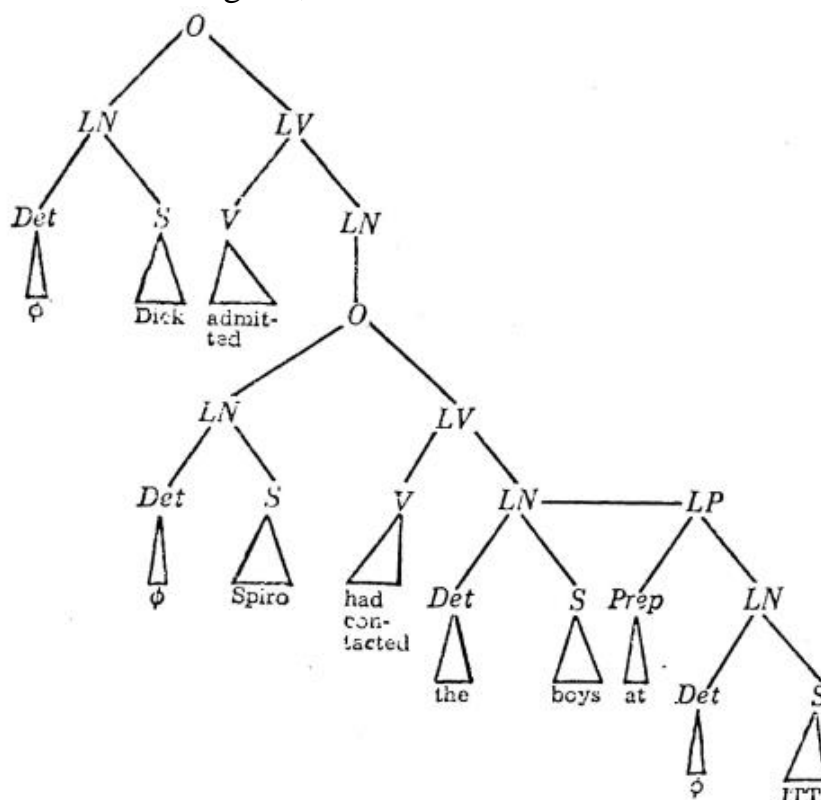 O
LN LV
Det S V LN
φ Dick admit-
ted
O
LN LV
Det S V LN LP
φ Spiro had
con-
tacted
Det S Prep LN
the boys at Det S
φ